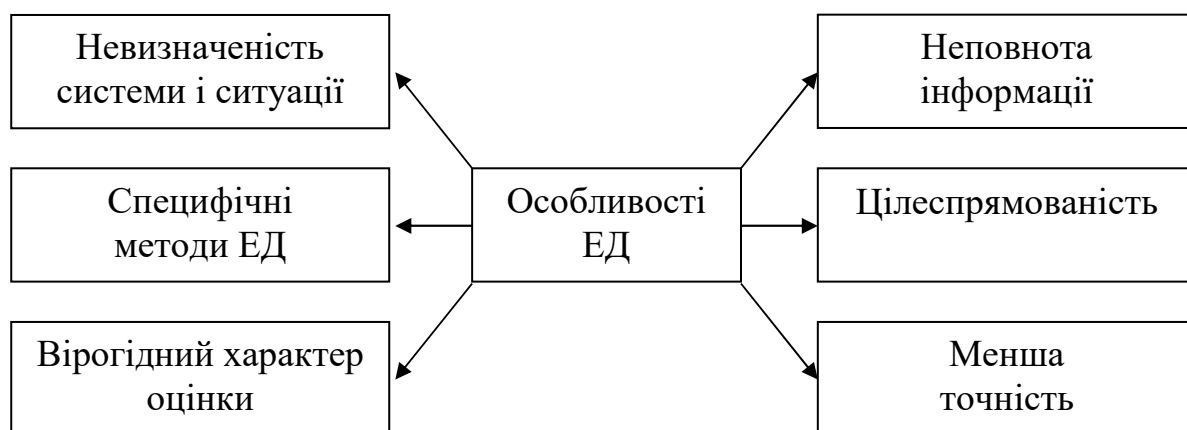 Невизначеність
системи і ситуації
Неповнота
інформації
Специфічні
методи ЕД
Особливості
ЕД
Цілеспрямованість
Вірогідний характер
оцінки
Менша
точність